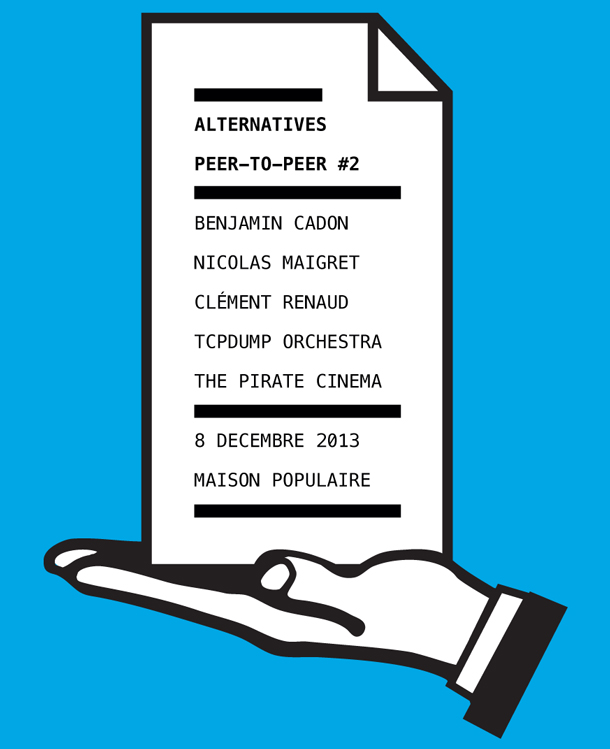 ALTERNATIVES
PEER–TO–PEER #2
BENJAMIN CADON
NICOLAS MAIGRET
CLÉMENT RENAUD
TCPDUMP ORCHESTRA
THE PIRATE CINEMA
8 DECEMBRE 2013
MAISON POPULAIRE